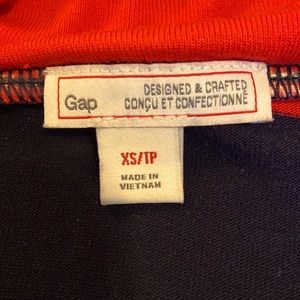 Gap
DESIGNED & CRAFTED
CONÇU ET CONFECTIONNÉ
XS/TP
MADE IN
VIETNAM